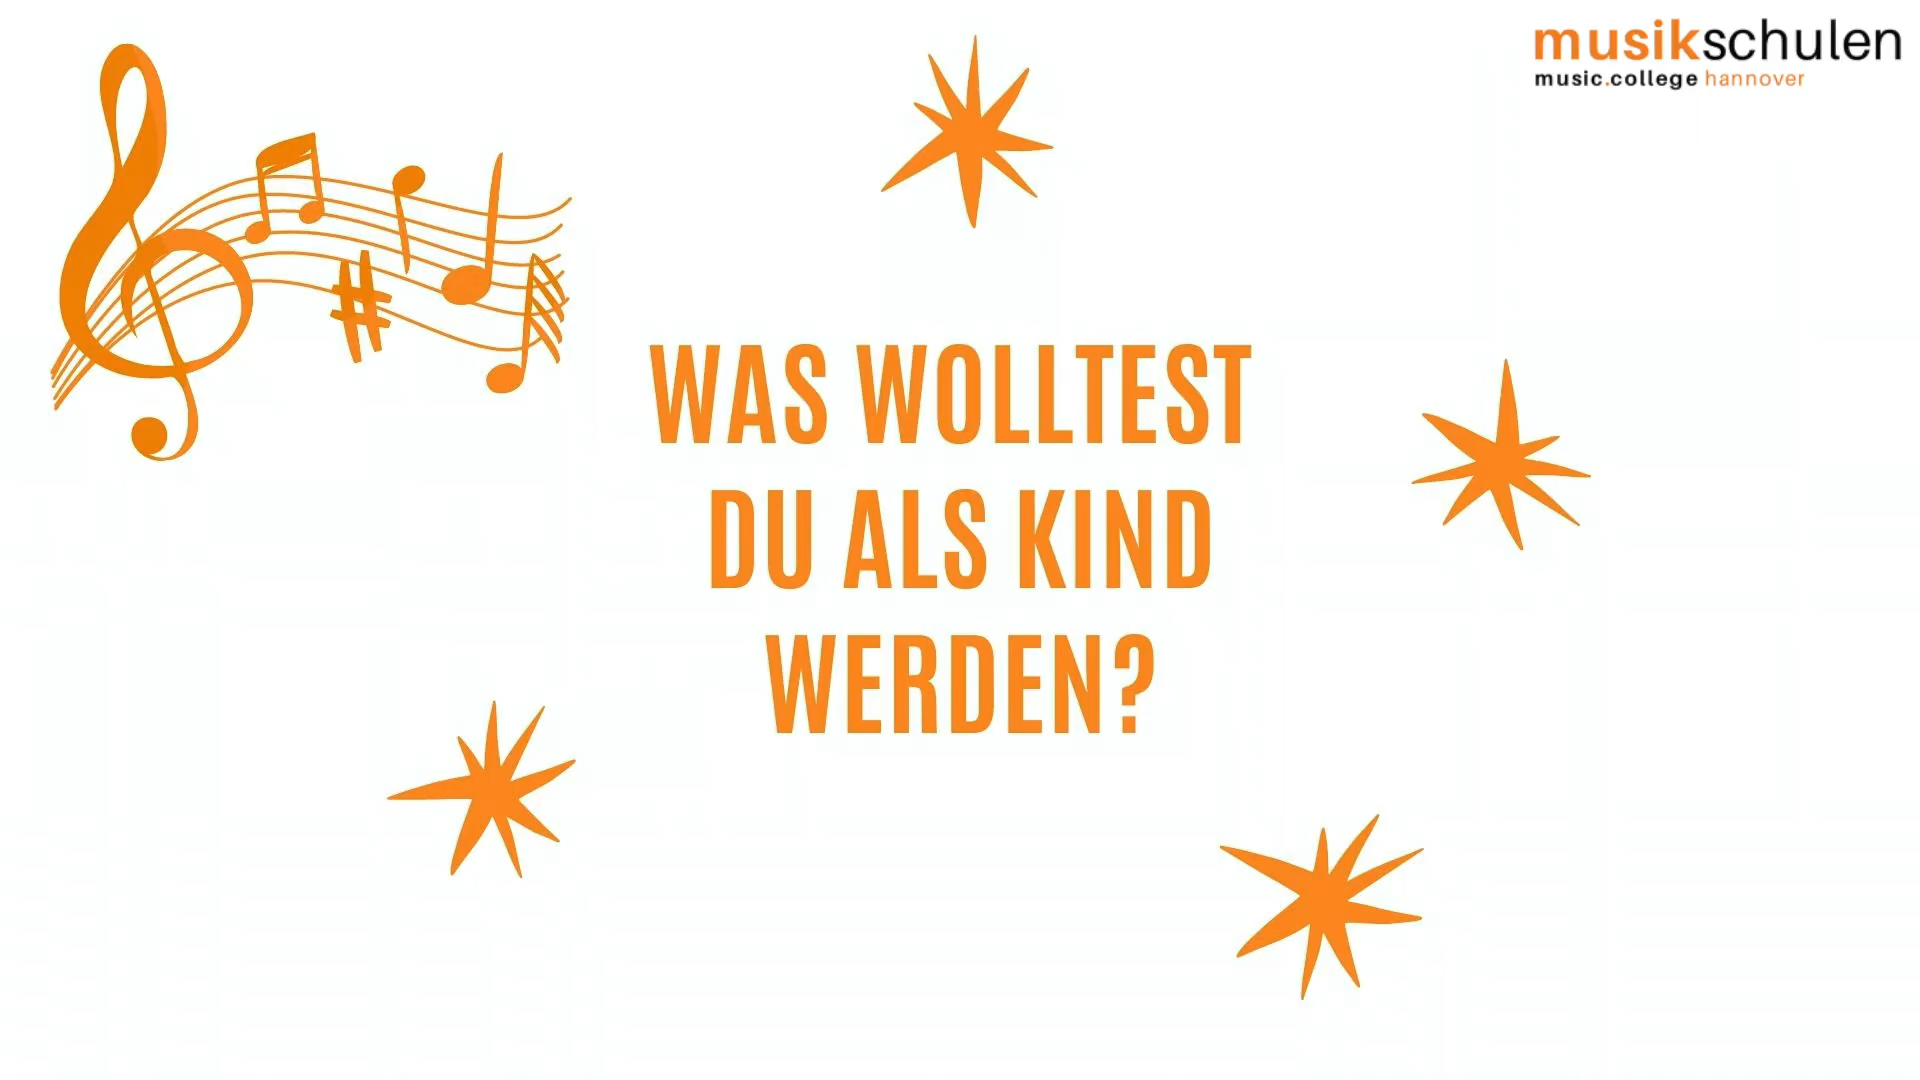 musikschulen
music.college hannover
WAS WOLLTEST
DU ALS KIND
WERDEN?